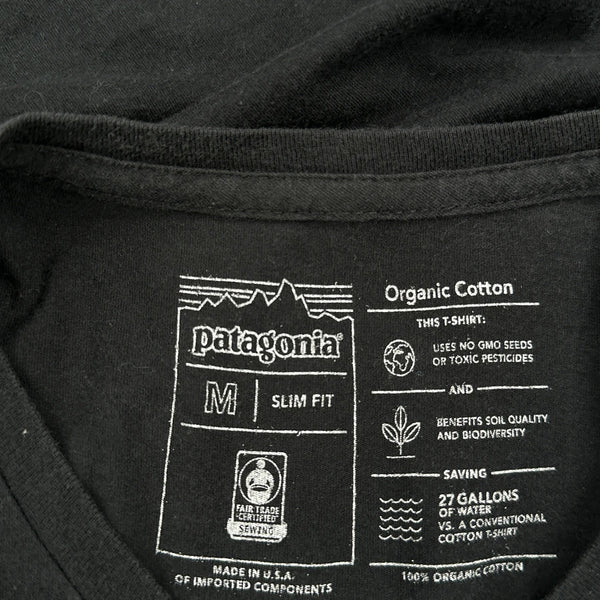 patagonia®
M
SLIM FIT
FAIR TRADE
CERTIFIED™
SEWING
MADE IN U.S.A.
OF IMPORTED COMPONENTS
Organic Cotton
THIS T-SHIRT:
USES NO GMO SEEDS
OR TOXIC PESTICIDES
AND
BENEFITS SOIL QUALITY
AND BIODIVERSITY
SAVING
27 GALLONS
OF WATER
VS. A CONVENTIONAL
COTTON T-SHIRT
100% ORGANIC COTTON